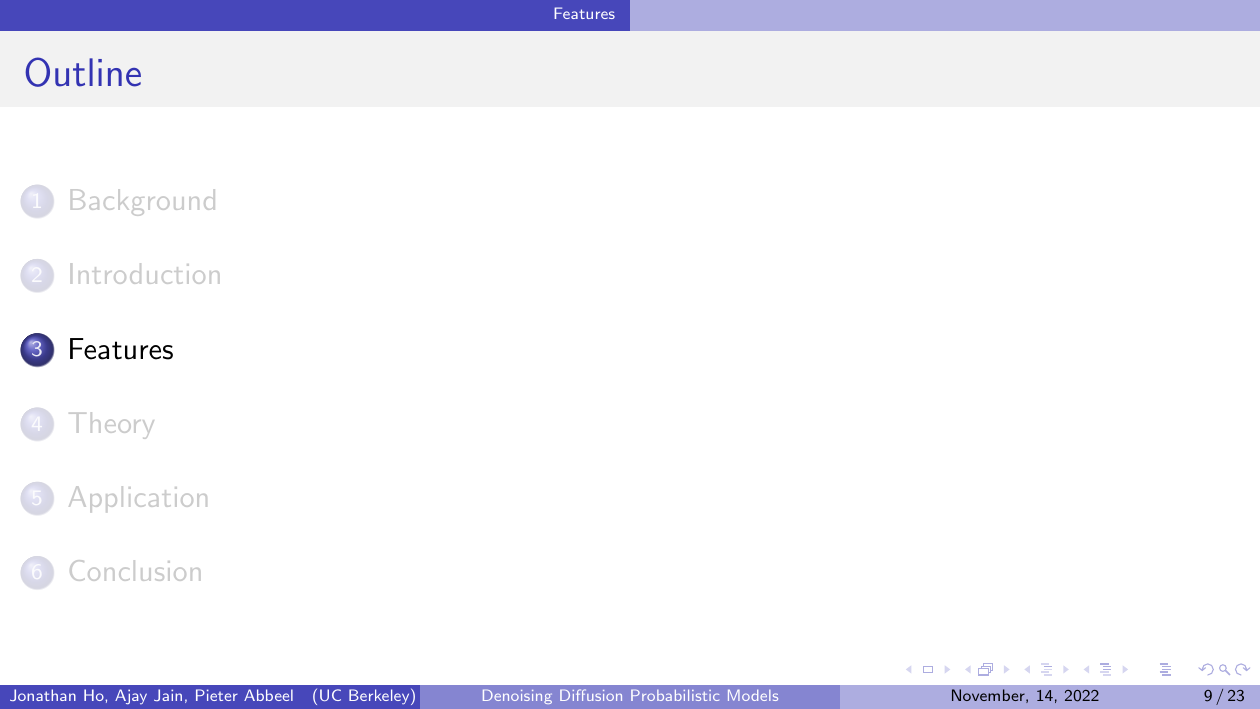 Features
Outline
1 Background
2 Introduction
3 Features
4 Theory
5 Application
6 Conclusion
Jonathan Ho, Ajay Jain, Pieter Abbeel (UC Berkeley) Denoising Diffusion Probabilistic Models November, 14, 2022 9 / 23